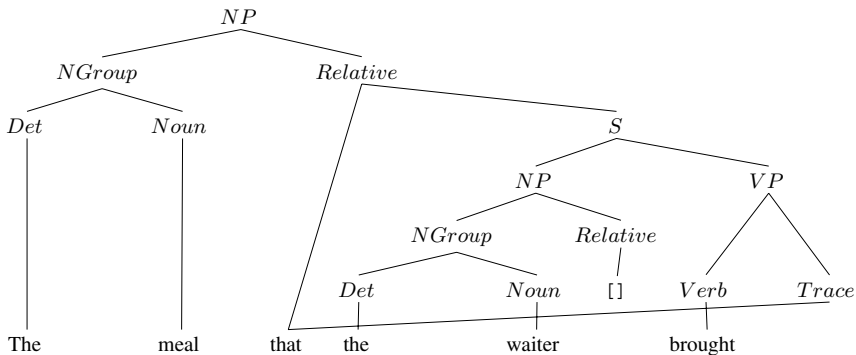 NP
NGroup Relative
Det Noun S
NP VP
NGroup Relative
Det Noun [] Verb Trace
The meal that the waiter brought